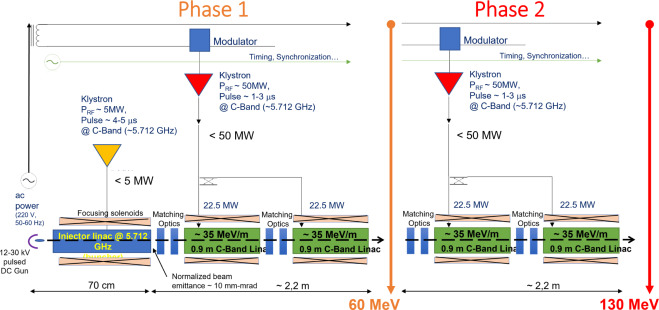 Phase 1
Phase 2
Modulator
Timing, Synchronization…
Klystron
P_RF ~ 50MW,
Pulse ~ 1-3 μs
@ C-Band (~5.712 GHz)
Klystron
P_RF ~ 5MW,
Pulse ~ 4-5 μs
@ C-Band (~5.712 GHz)
< 50 MW
< 5 MW
ac
power
(220 V,
50-60 Hz)
Focusing solenoids
Matching
Optics
22.5 MW
Matching
Optics
22.5 MW
Injector linac @ 5.712
GHz
~ 35 MeV/m
0.9 m C-Band Linac
~ 35 MeV/m
0.9 m C-Band Linac
12-30 kV
pulsed
DC Gun
Normalized beam
emittance ~ 10 mm-mrad
70 cm
~ 2,2 m
60 MeV
Modulator
Timing, Synchronization…
Klystron
P_RF ~ 50MW,
Pulse ~ 1-3 μs
@ C-Band (~5.712 GHz)
< 50 MW
Matching
Optics
22.5 MW
Matching
Optics
22.5 MW
~ 35 MeV/m
0.9 m C-Band Linac
~ 35 MeV/m
0.9 m C-Band Linac
~ 2,2 m
130 MeV